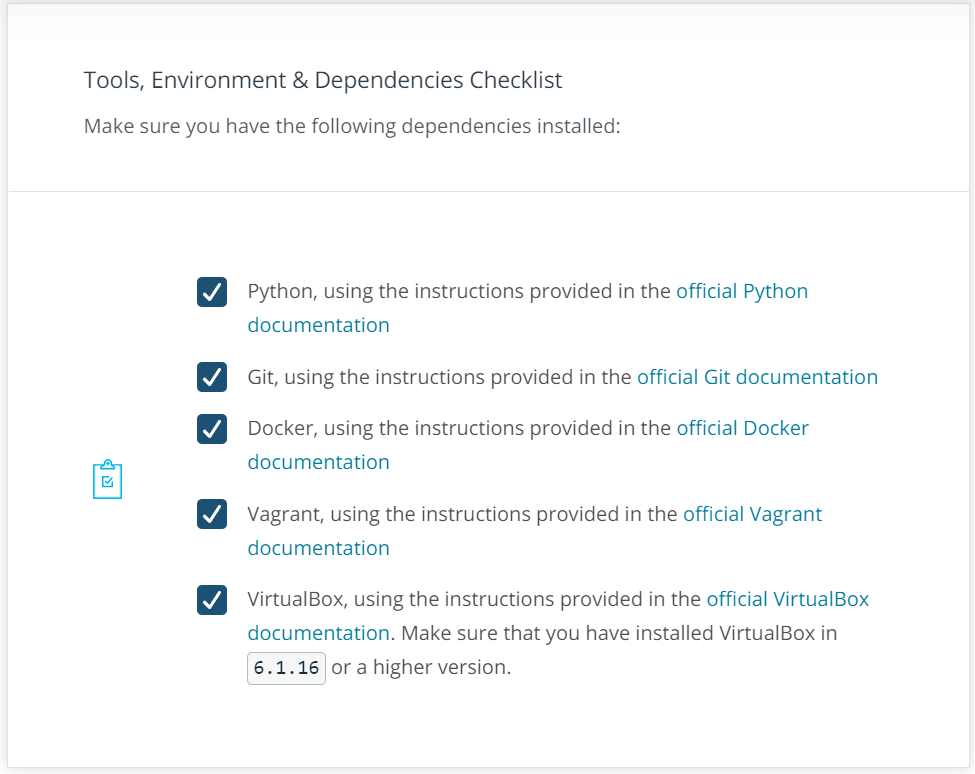 Tools, Environment & Dependencies Checklist
Make sure you have the following dependencies installed:
Python, using the instructions provided in the official Python
documentation
Git, using the instructions provided in the official Git documentation
Docker, using the instructions provided in the official Docker
documentation
Vagrant, using the instructions provided in the official Vagrant
documentation
VirtualBox, using the instructions provided in the official VirtualBox
documentation. Make sure that you have installed VirtualBox in
6.1.16 or a higher version.